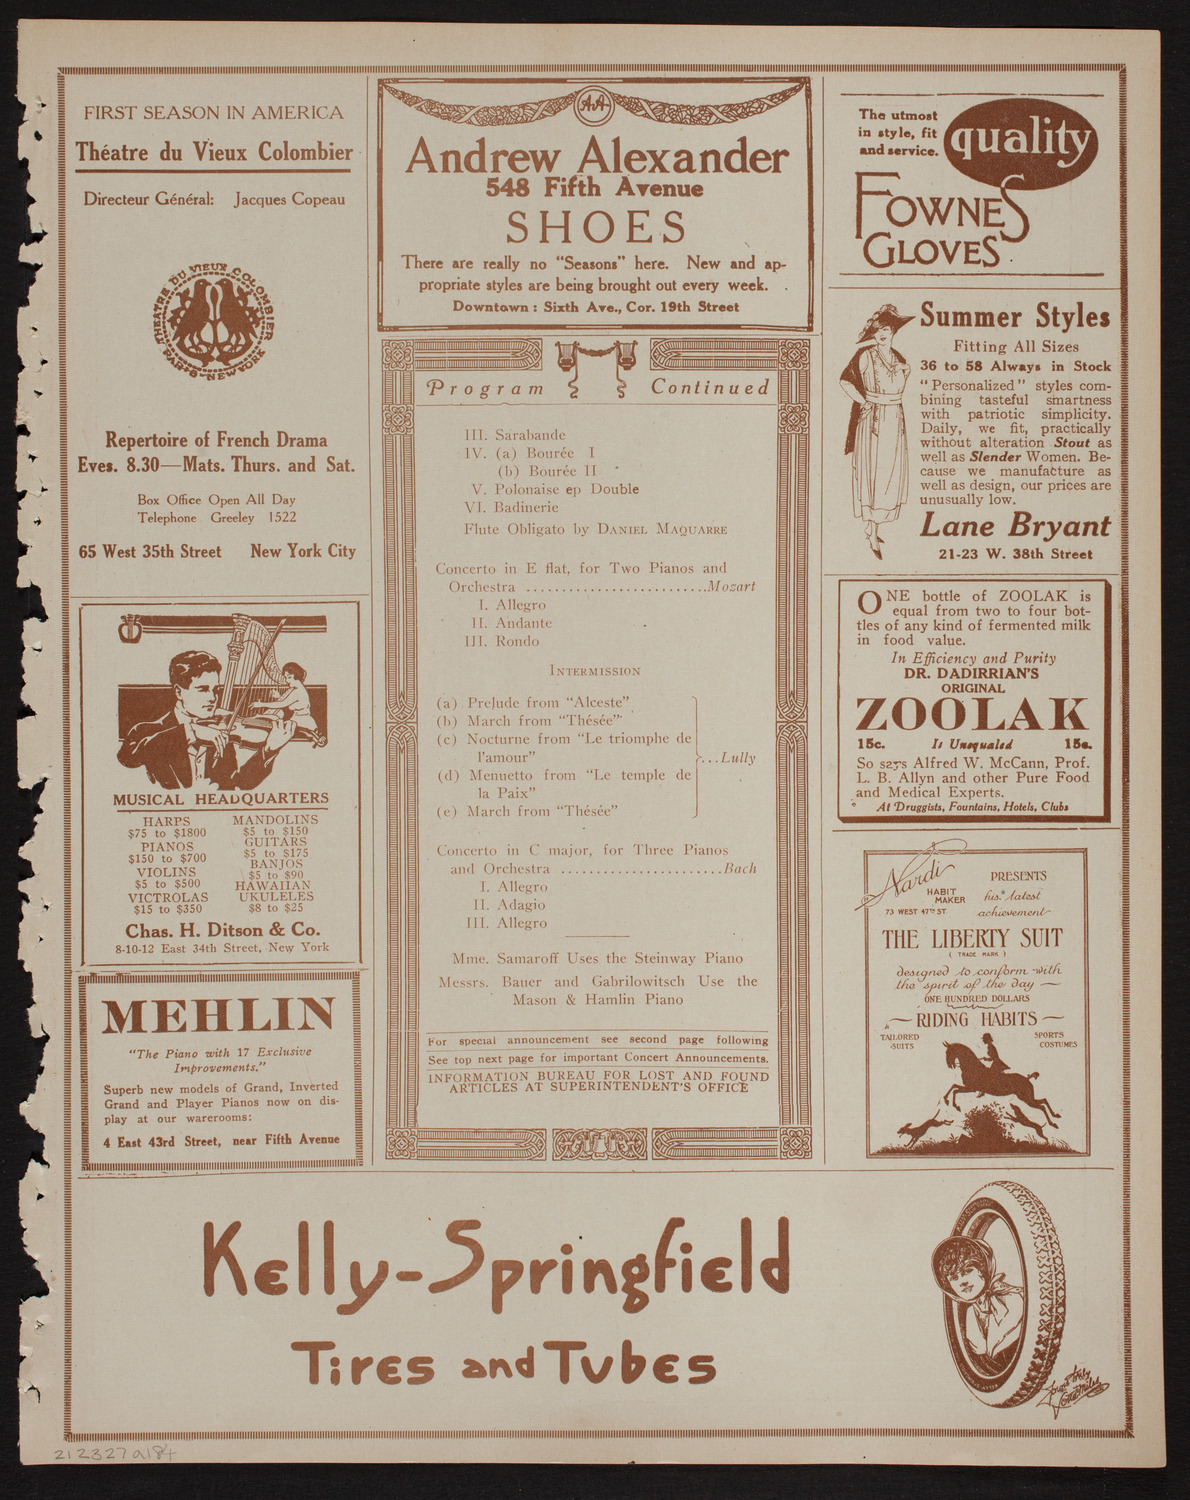 FIRST SEASON IN AMERICA
Théatre du Vieux Colombier
Directeur Général: Jacques Copeau
THEATRE DU VIEUX COLOMBIER
PARIS-NEW YORK
Repertoire of French Drama
Eves. 8.30—Mats. Thurs. and Sat.
Box Office Open All Day
Telephone Greeley 1522
65 West 35th Street New York City
MUSICAL HEADQUARTERS
HARPS
$75 to $1800
PIANOS
$150 to $700
VIOLINS
$5 to $500
VICTROLAS
$15 to $350
MANDOLINS
$5 to $150
GUITARS
$5 to $175
BANJOS
$5 to $90
HAWAIIAN
UKULELES
$8 to $25
Chas. H. Ditson & Co.
8-10-12 East 34th Street, New York
MEHLIN
"The Piano with 17 Exclusive
Improvements."
Superb new models of Grand, Inverted
Grand and Player Pianos now on dis-
play at our warerooms:
4 East 43rd Street, near Fifth Avenue
AA
Andrew Alexander
548 Fifth Avenue
SHOES
There are really no "Seasons" here. New and ap-
propriate styles are being brought out every week.
Downtown: Sixth Ave., Cor. 19th Street
Program Continued
III. Sarabande
IV. (a) Bourée I
(b) Bourée II
V. Polonaise ep Double
VI. Badinerie
Flute Obligato by DANIEL MAQUARRE
Concerto in E flat, for Two Pianos and
Orchestra ..........................Mozart
I. Allegro
II. Andante
III. Rondo
INTERMISSION
(a) Prelude from "Alceste"
(b) March from "Thésée"
(c) Nocturne from "Le triomphe de
l'amour"
...Lully
(d) Menuetto from "Le temple de
la Paix"
(e) March from "Thésée"
Concerto in C major, for Three Pianos
and Orchestra .......................Bach
I. Allegro
II. Adagio
III. Allegro
Mme. Samaroff Uses the Steinway Piano
Messrs. Bauer and Gabrilowitsch Use the
Mason & Hamlin Piano
For special announcement see second page following
See top next page for important Concert Announcements.
INFORMATION BUREAU FOR LOST AND FOUND
ARTICLES AT SUPERINTENDENT'S OFFICE
The utmost
in style, fit
and service.
quality
FOWNES
GLOVES
Summer Styles
Fitting All Sizes
36 to 58 Always in Stock
"Personalized" styles com-
bining tasteful smartness
with patriotic simplicity.
Daily, we fit, practically
without alteration Stout as
well as Slender Women. Be-
cause we manufacture as
well as design, our prices are
unusually low.
Lane Bryant
21-23 W. 38th Street
ONE bottle of ZOOLAK is
equal from two to four bot-
tles of any kind of fermented milk
in food value.
In Efficiency and Purity
DR. DADIRRIAN'S
ORIGINAL
ZOOLAK
15c. Is Unequaled 15c.
So says Alfred W. McCann, Prof.
L. B. Allyn and other Pure Food
and Medical Experts.
At Druggists, Fountains, Hotels, Clubs
Nardi
HABIT
MAKER
73 WEST 47TH ST
PRESENTS
his latest
achievement
THE LIBERTY SUIT
( TRADE MARK )
designed to conform with
the spirit of the day —
ONE HUNDRED DOLLARS
— RIDING HABITS —
TAILORED
SUITS
SPORTS
COSTUMES
Kelly-Springfield
Tires and Tubes
212327a184